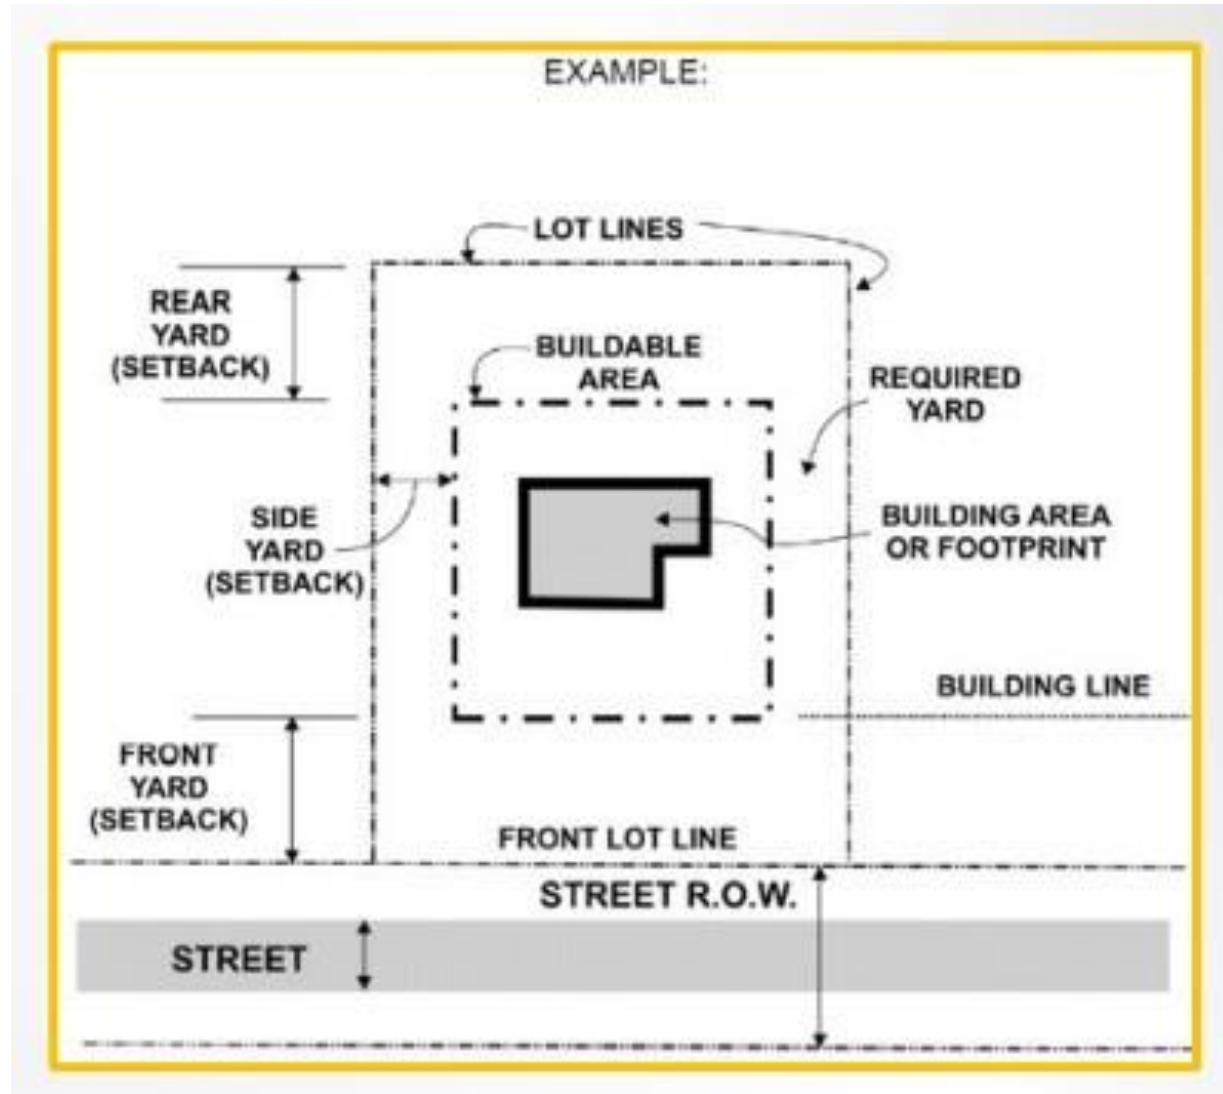 EXAMPLE:
LOT LINES
REAR
YARD
(SETBACK)
BUILDABLE
AREA
REQUIRED
YARD
SIDE
YARD
(SETBACK)
BUILDING AREA
OR FOOTPRINT
BUILDING LINE
FRONT
YARD
(SETBACK)
FRONT LOT LINE
STREET R.O.W.
STREET